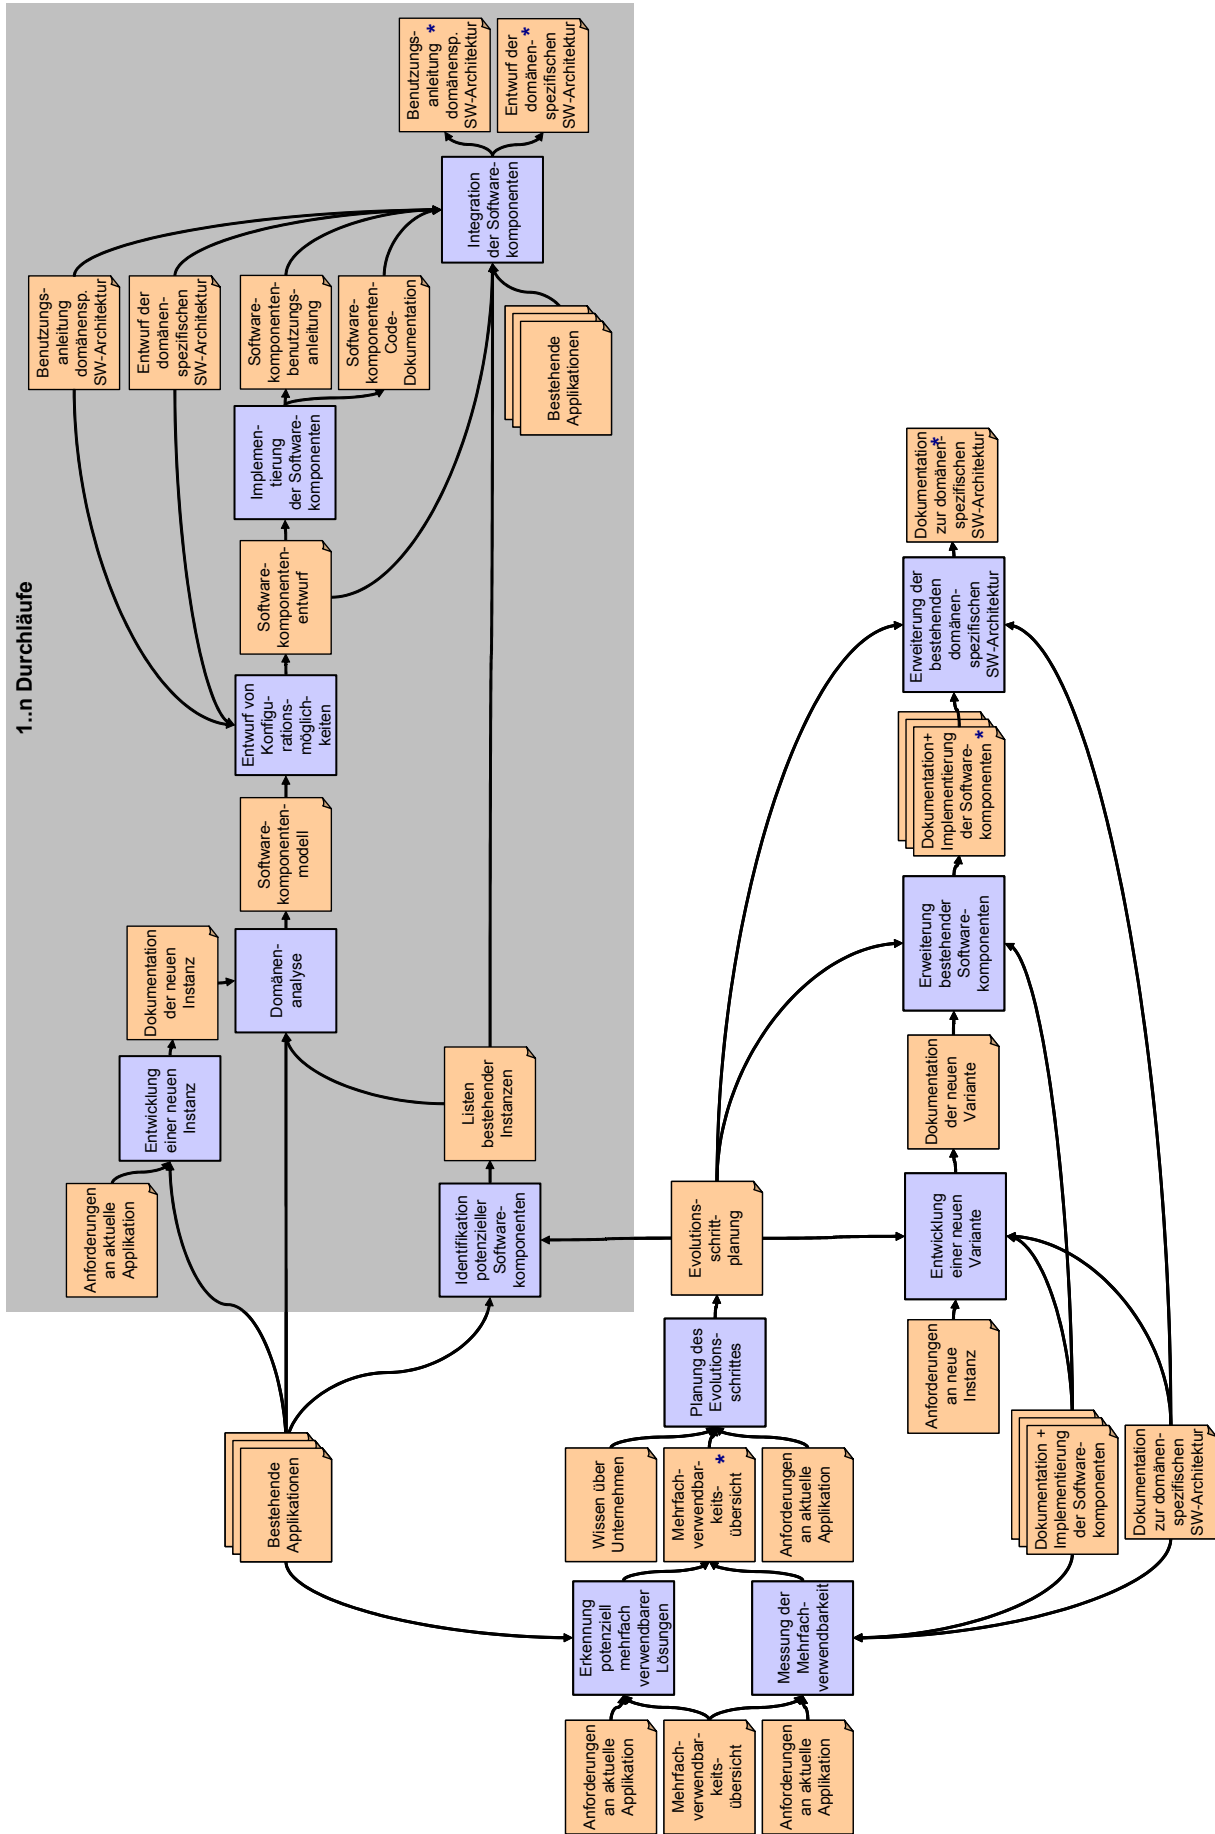 1..n Durchläufe
Anforderungen
an aktuelle
Applikation
Entwicklung
einer neuen
Instanz
Dokumentation
der neuen
Instanz
Benutzungs-
anleitung
domänensp.
SW-Architektur
Entwurf der
domänen-
spezifischen
SW-Architektur
Bestehende
Applikationen
Domänen-
analyse
Software-
komponenten-
modell
Entwurf von
Konfigu-
rations-
möglich-
keiten
Software-
komponenten-
entwurf
Implemen-
tierung
der Software-
komponenten
Software-
komponenten-
benutzungs-
anleitung
Software-
komponenten-
Code-
Dokumentation
Identifikation
potenzieller
Software-
komponenten
Listen
bestehender
Instanzen
Bestehende
Applikationen
Integration
der Software-
komponenten
Benutzungs-
anleitung *
domänensp.
SW-Architektur
Entwurf der
domänen- *
spezifischen
SW-Architektur
Anforderungen
an aktuelle
Applikation
Mehrfach-
verwendbar-
keits-
übersicht
Anforderungen
an aktuelle
Applikation
Erkennung
potenziell
mehrfach
verwendbarer
Lösungen
Messung der
Mehrfach-
verwendbarkeit
Wissen über
Unternehmen
Mehrfach-
verwendbar-
keits-
übersicht *
Anforderungen
an aktuelle
Applikation
Planung des
Evolutions-
schrittes
Evolutions-
schritt-
planung
Anforderungen
an neue
Instanz
Entwicklung
einer neuen
Variante
Dokumentation
der neuen
Variante
Erweiterung
bestehender
Software-
komponenten
Dokumentation+
Implementierung
der Software-
komponenten *
Erweiterung der
bestehenden
domänen-
spezifischen
SW-Architektur
Dokumentation
zur domänen- *
spezifischen
SW-Architektur
Dokumentation +
Implementierung
der Software-
komponenten
Dokumentation
zur domänen-
spezifischen
SW-Architektur